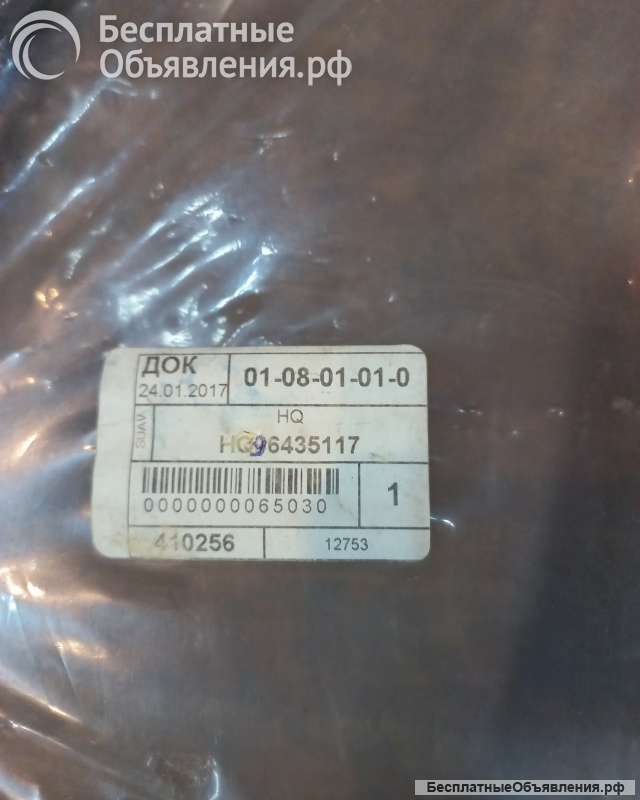 Бесплатные
Объявления.рф
ДОК
24.01.2017
01-08-01-01-0
SUAV
HQ
HG96435117
0000000065030
1
410256
12753
БесплатныеОбъявления.рф